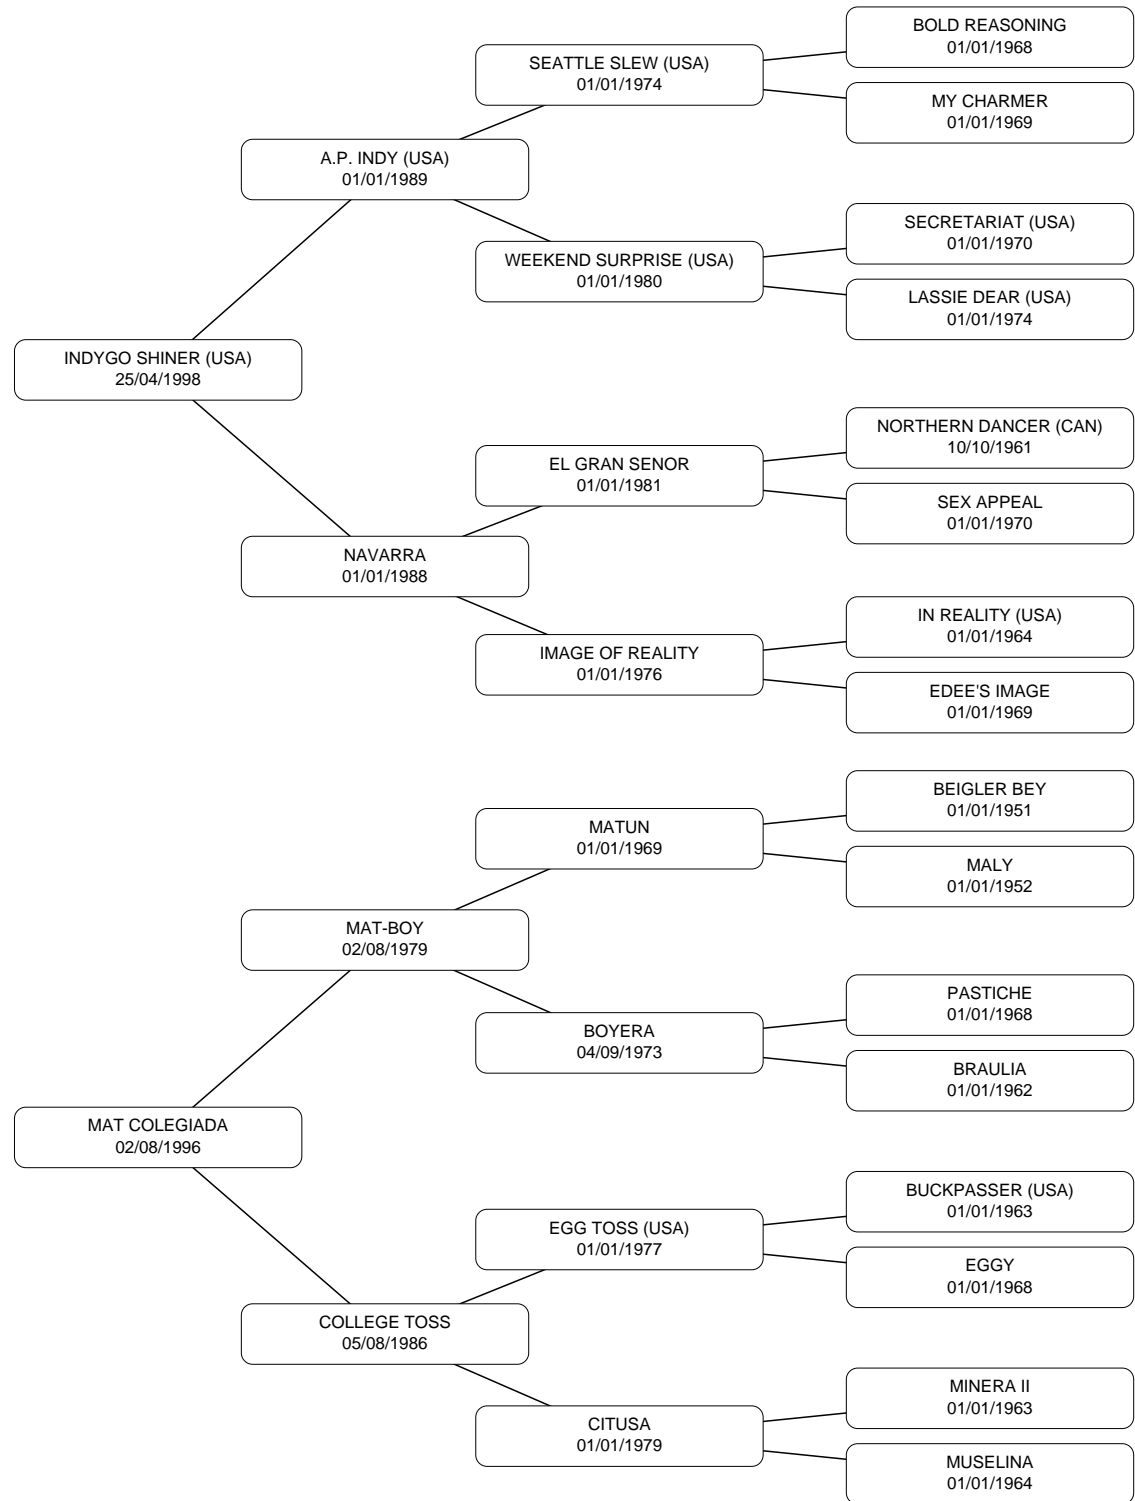 BOLD REASONING
01/01/1968
SEATTLE SLEW (USA)
01/01/1974
MY CHARMER
01/01/1969
A.P. INDY (USA)
01/01/1989
SECRETARIAT (USA)
01/01/1970
WEEKEND SURPRISE (USA)
01/01/1980
LASSIE DEAR (USA)
01/01/1974
INDYGO SHINER (USA)
25/04/1998
NORTHERN DANCER (CAN)
10/10/1961
EL GRAN SENOR
01/01/1981
SEX APPEAL
01/01/1970
NAVARRA
01/01/1988
IN REALITY (USA)
01/01/1964
IMAGE OF REALITY
01/01/1976
EDEE'S IMAGE
01/01/1969
BEIGLER BEY
01/01/1951
MATUN
01/01/1969
MALY
01/01/1952
MAT-BOY
02/08/1979
PASTICHE
01/01/1968
BOYERA
04/09/1973
BRAULIA
01/01/1962
MAT COLEGIADA
02/08/1996
BUCKPASSER (USA)
01/01/1963
EGG TOSS (USA)
01/01/1977
EGGY
01/01/1968
COLLEGE TOSS
05/08/1986
MINERA II
01/01/1963
CITUSA
01/01/1979
MUSELINA
01/01/1964